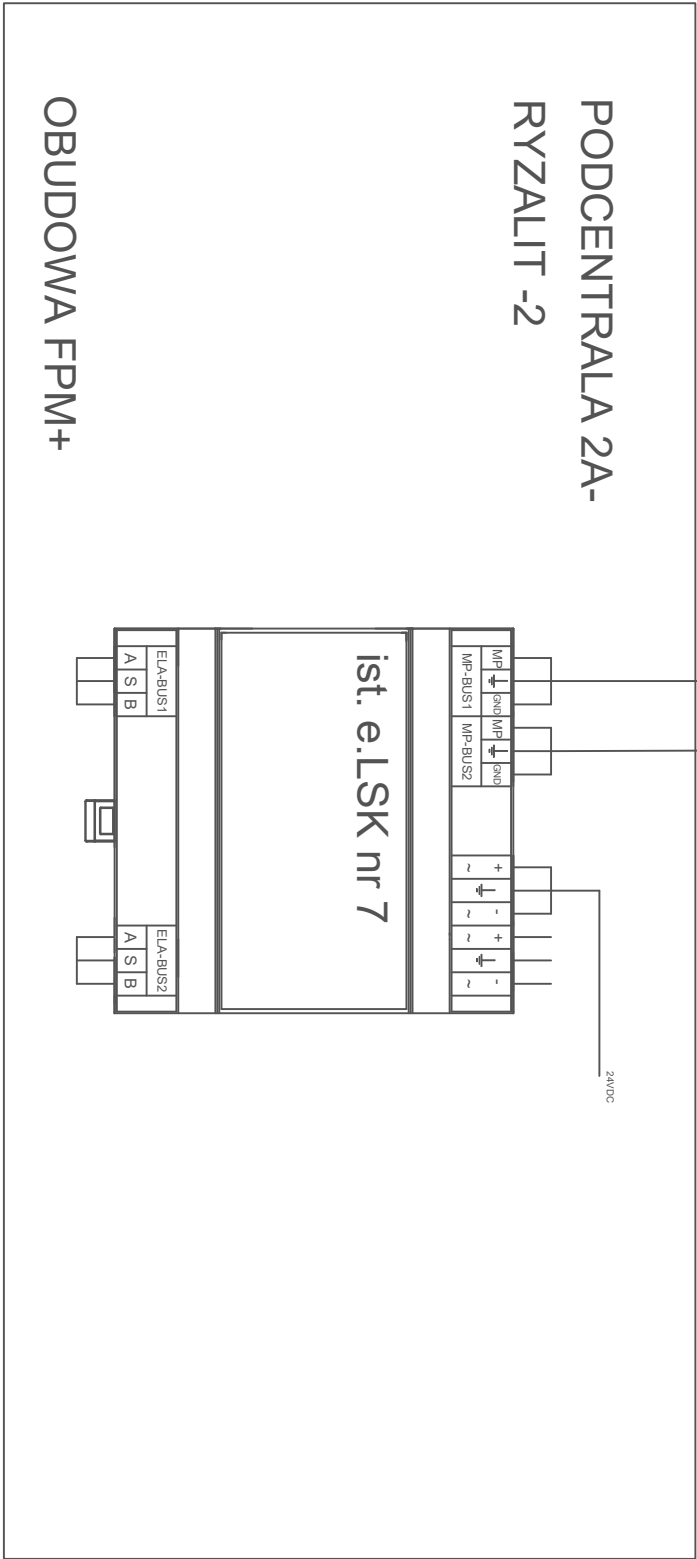 PODCENTRALA 2A-
RYZALIT -2
24VDC
MP ⏚ GND MP ⏚ GND + ⏚ - + ⏚ -
MP-BUS1 MP-BUS2 ~ ~ ~ ~
ist. e.LSK nr 7
ELA-BUS1 ELA-BUS2
A S B A S B
OBUDOWA FPM+